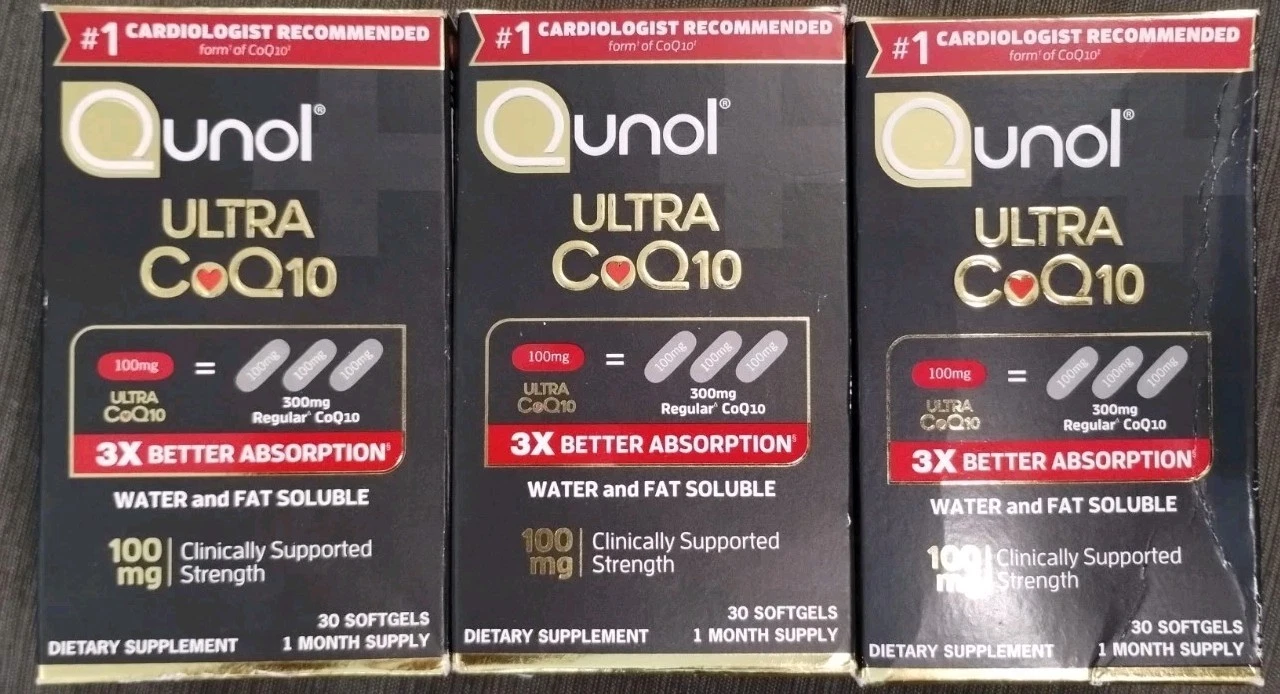 #1 CARDIOLOGIST RECOMMENDED
form† of CoQ10‡
Qunol®
ULTRA
CoQ10
100mg = 100mg 100mg 100mg
ULTRA
CoQ10
300mg
Regular^ CoQ10
3X BETTER ABSORPTION§
WATER and FAT SOLUBLE
100
mg
Clinically Supported
Strength
30 SOFTGELS
DIETARY SUPPLEMENT 1 MONTH SUPPLY
#1 CARDIOLOGIST RECOMMENDED
form† of CoQ10‡
Qunol®
ULTRA
CoQ10
100mg = 100mg 100mg 100mg
ULTRA
CoQ10
300mg
Regular^ CoQ10
3X BETTER ABSORPTION§
WATER and FAT SOLUBLE
100
mg
Clinically Supported
Strength
30 SOFTGELS
DIETARY SUPPLEMENT 1 MONTH SUPPLY
#1 CARDIOLOGIST RECOMMENDED
form† of CoQ10‡
Qunol®
ULTRA
CoQ10
100mg = 100mg 100mg 100mg
ULTRA
CoQ10
300mg
Regular^ CoQ10
3X BETTER ABSORPTION§
WATER and FAT SOLUBLE
100
mg
Clinically Supported
Strength
30 SOFTGELS
DIETARY SUPPLEMENT 1 MONTH SUPPLY